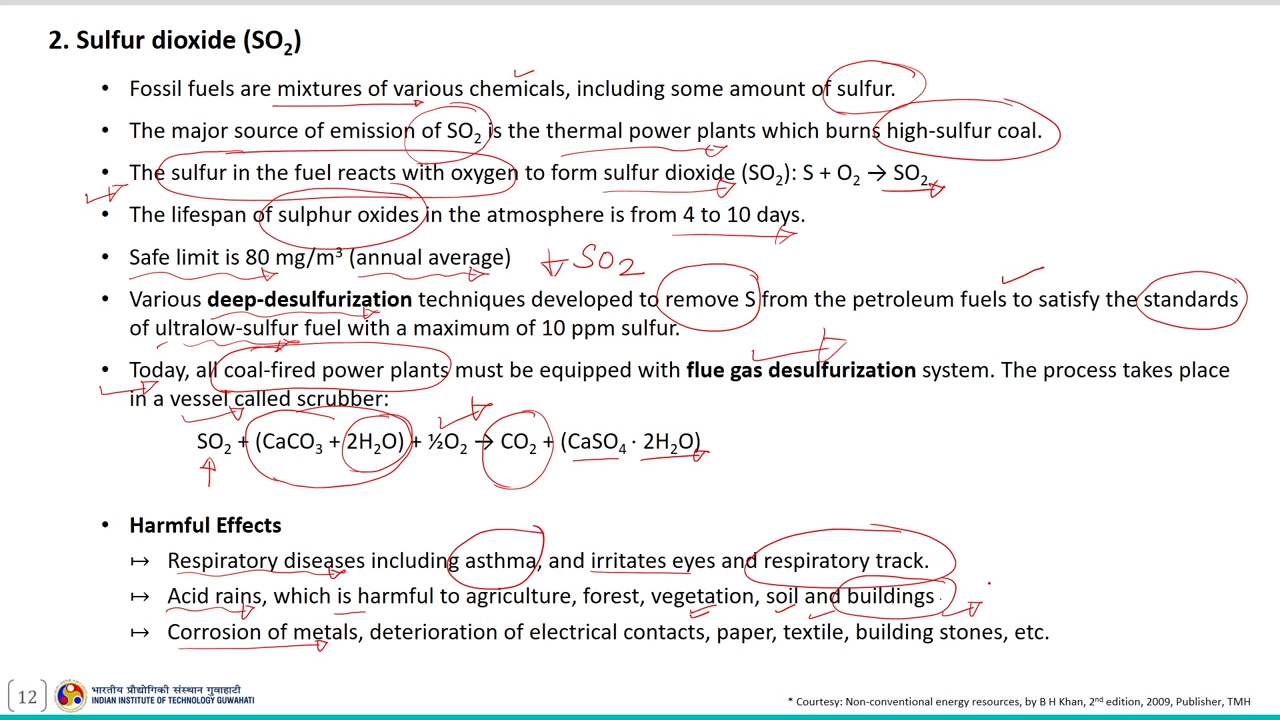 2. Sulfur dioxide (SO₂)
• Fossil fuels are mixtures of various chemicals, including some amount of sulfur.
• The major source of emission of SO₂ is the thermal power plants which burns high-sulfur coal.
• The sulfur in the fuel reacts with oxygen to form sulfur dioxide (SO₂): S + O₂ → SO₂.
• The lifespan of sulphur oxides in the atmosphere is from 4 to 10 days.
• Safe limit is 80 mg/m³ (annual average) ↓ SO₂
• Various deep-desulfurization techniques developed to remove S from the petroleum fuels to satisfy the standards
of ultralow-sulfur fuel with a maximum of 10 ppm sulfur.
• Today, all coal-fired power plants must be equipped with flue gas desulfurization system. The process takes place
in a vessel called scrubber:
SO₂ + (CaCO₃ + 2H₂O) + ½O₂ → CO₂ + (CaSO₄ · 2H₂O)
• Harmful Effects
↦ Respiratory diseases including asthma, and irritates eyes and respiratory track.
↦ Acid rains, which is harmful to agriculture, forest, vegetation, soil and buildings
↦ Corrosion of metals, deterioration of electrical contacts, paper, textile, building stones, etc.
12
भारतीय प्रौद्योगिकी संस्थान गुवाहाटी
INDIAN INSTITUTE OF TECHNOLOGY GUWAHATI
* Courtesy: Non-conventional energy resources, by B H Khan, 2nd edition, 2009, Publisher, TMH